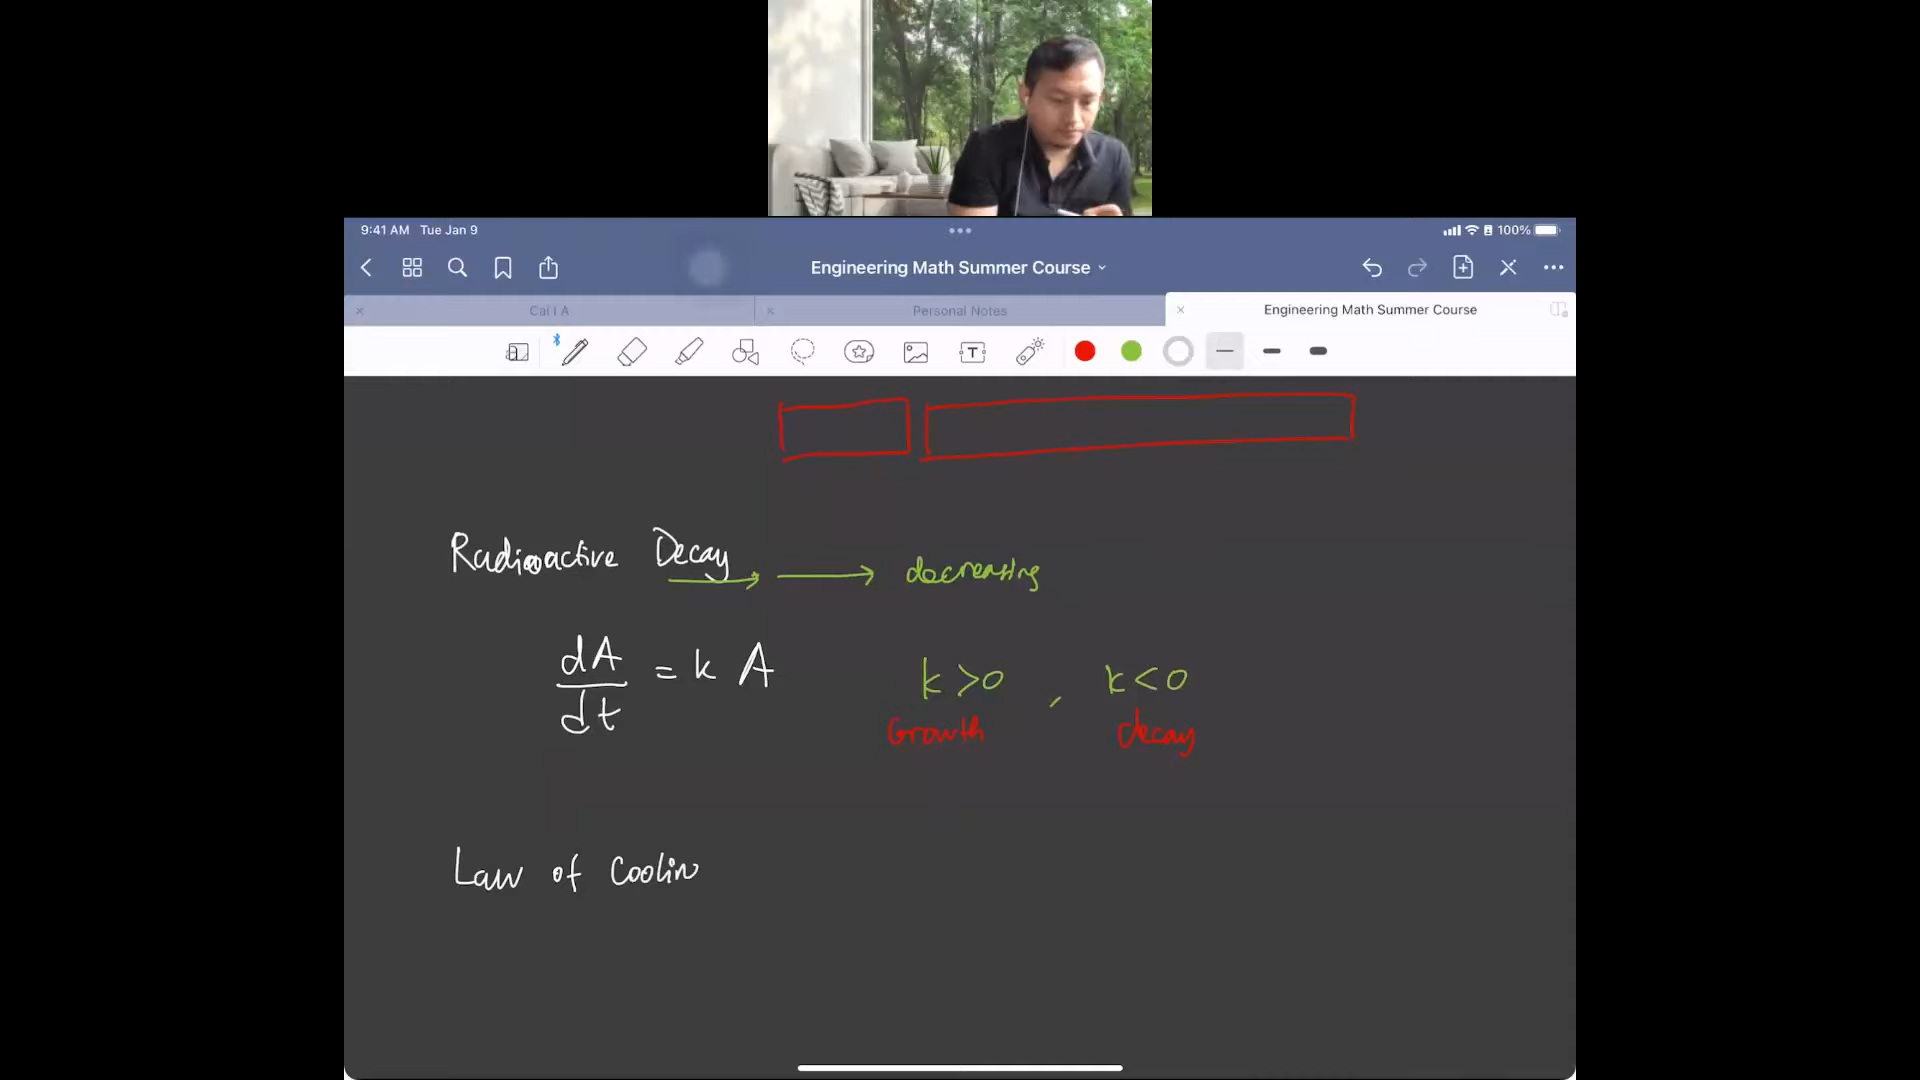 9:41 AM Tue Jan 9
100%
Engineering Math Summer Course
Cal I A
Personal Notes
Engineering Math Summer Course
T
Radioactive Decay → decreasing
dA/dt = k A
k > 0 , k < 0
Growth decay
Law of Coolin